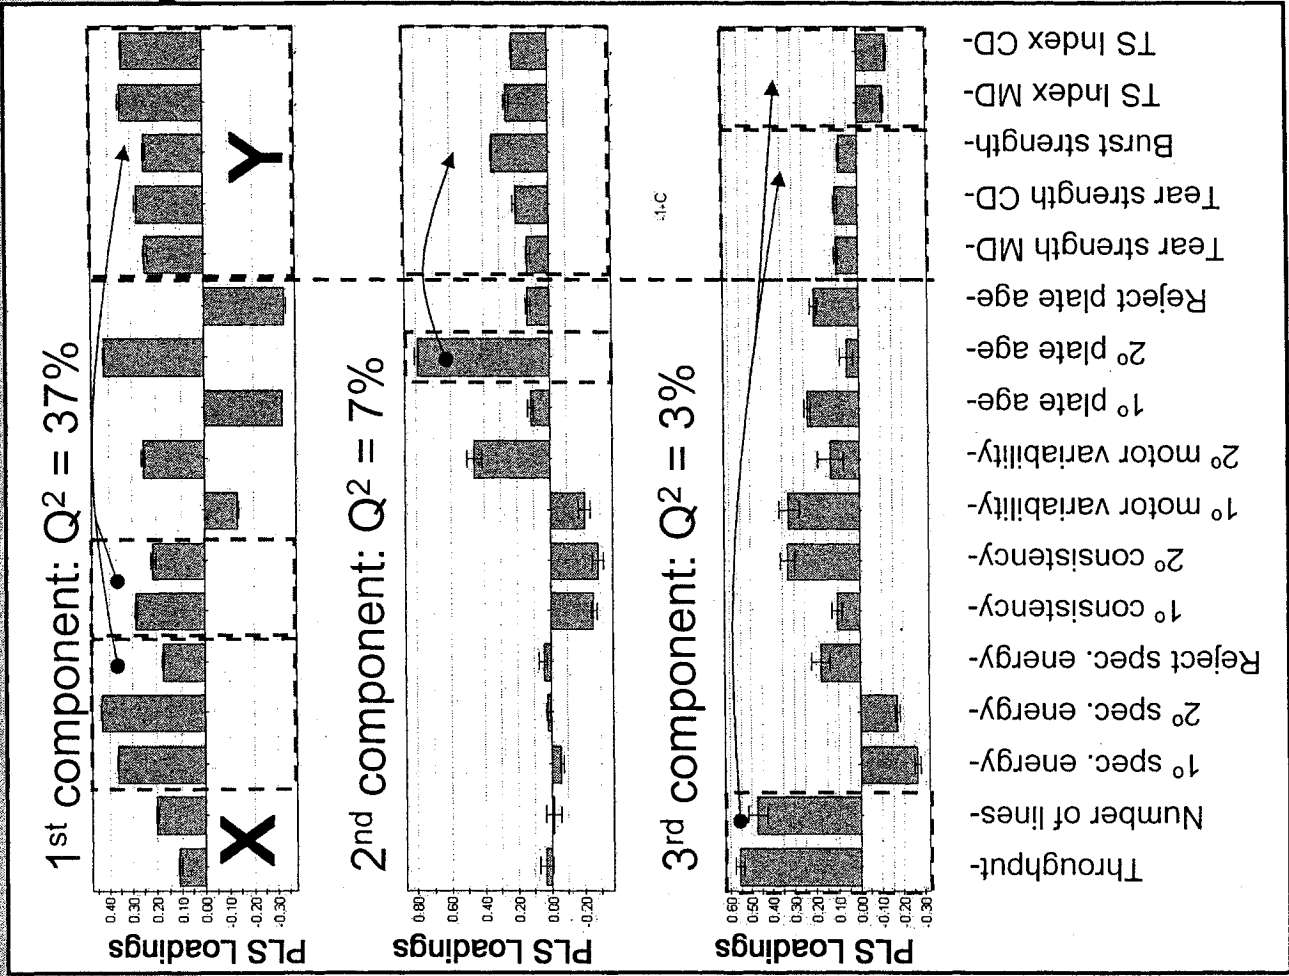 1st component: Q2 = 37%
PLS Loadings
0.40
0.30
0.20
0.10
0.00
-0.10
-0.20
-0.30
X
Y
2nd component: Q2 = 7%
PLS Loadings
0.80
0.60
0.40
0.20
0.00
-0.20
-1-C
3rd component: Q2 = 3%
PLS Loadings
0.60
0.50
0.40
0.30
0.20
0.10
0.00
-0.10
-0.20
-0.30
Throughput-
Number of lines-
1º spec. energy-
2º spec. energy-
Reject spec. energy-
1º consistency-
2º consistency-
1º motor variability-
2º motor variability-
1º plate age-
2º plate age-
Reject plate age-
Tear strength MD-
Tear strength CD-
Burst strength-
TS Index MD-
TS Index CD-